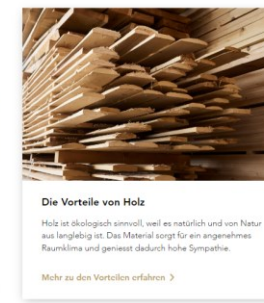 Die Vorteile von Holz
Holz ist ökologisch sinnvoll, weil es natürlich und von Natur
aus langlebig ist. Das Material sorgt für ein angenehmes
Raumklima und geniesst dadurch hohe Sympathie.
Mehr zu den Vorteilen erfahren >